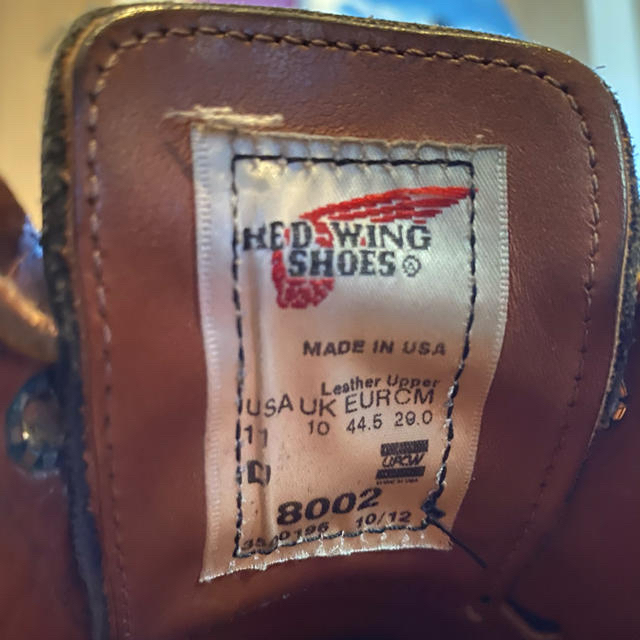 RED WING
SHOES ®
MADE IN USA
Leather Upper
USA UK EUR CM
11 10 44.5 29.0
D
UFCW
8002
10/12